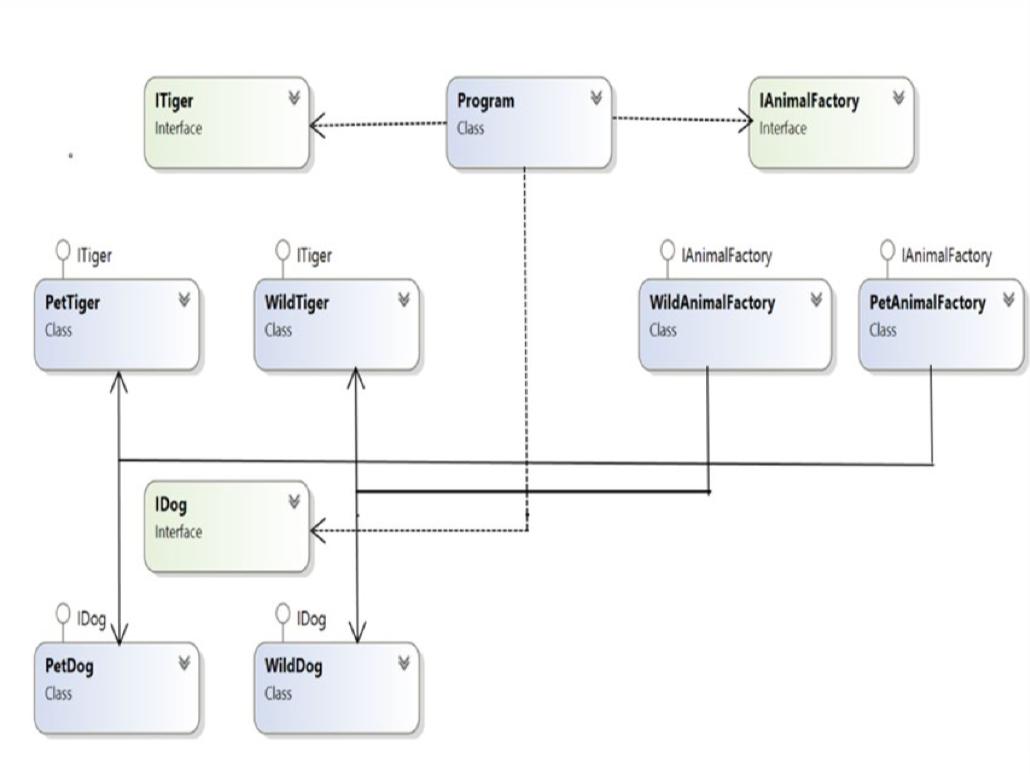 ITiger
Interface
Program
Class
IAnimalFactory
Interface
ITiger
PetTiger
Class
ITiger
WildTiger
Class
IAnimalFactory
WildAnimalFactory
Class
IAnimalFactory
PetAnimalFactory
Class
IDog
Interface
IDog
PetDog
Class
IDog
WildDog
Class